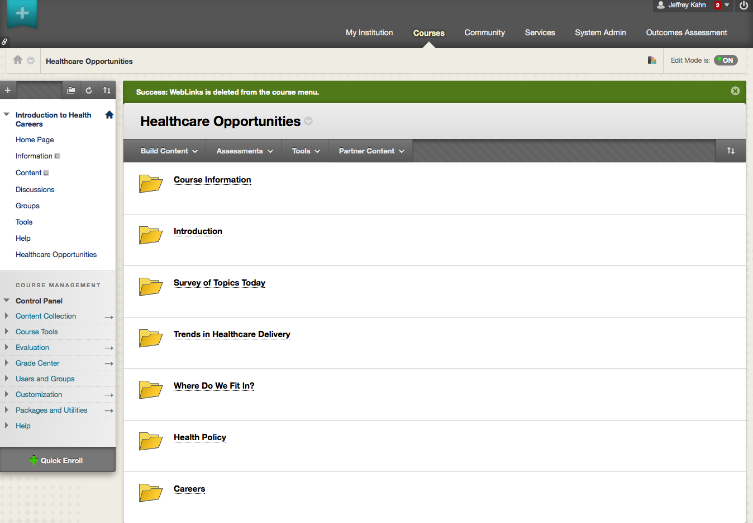 Jeffrey Kahn
My Institution Courses Community Services System Admin Outcomes Assessment
Healthcare Opportunities
Edit Mode is: ON
Success: WebLinks is deleted from the course menu.
Introduction to Health
Careers
Home Page
Information
Content
Discussions
Groups
Tools
Help
Healthcare Opportunities
COURSE MANAGEMENT
Control Panel
Content Collection
Course Tools
Evaluation
Grade Center
Users and Groups
Customization
Packages and Utilities
Help
Quick Enroll
Healthcare Opportunities
Build Content Assessments Tools Partner Content
Course Information
Introduction
Survey of Topics Today
Trends in Healthcare Delivery
Where Do We Fit In?
Health Policy
Careers